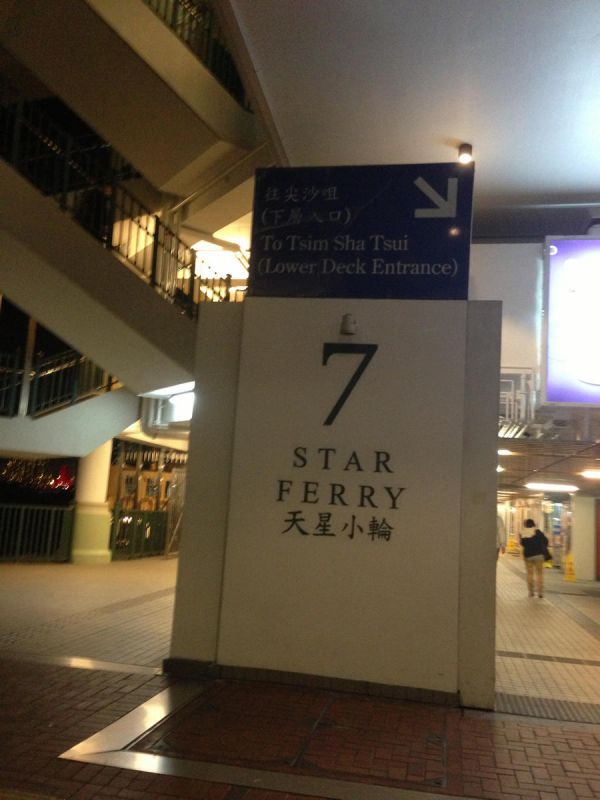 往尖沙咀
(下層入口)
To Tsim Sha Tsui
(Lower Deck Entrance)
7
STAR
FERRY
天星小輪